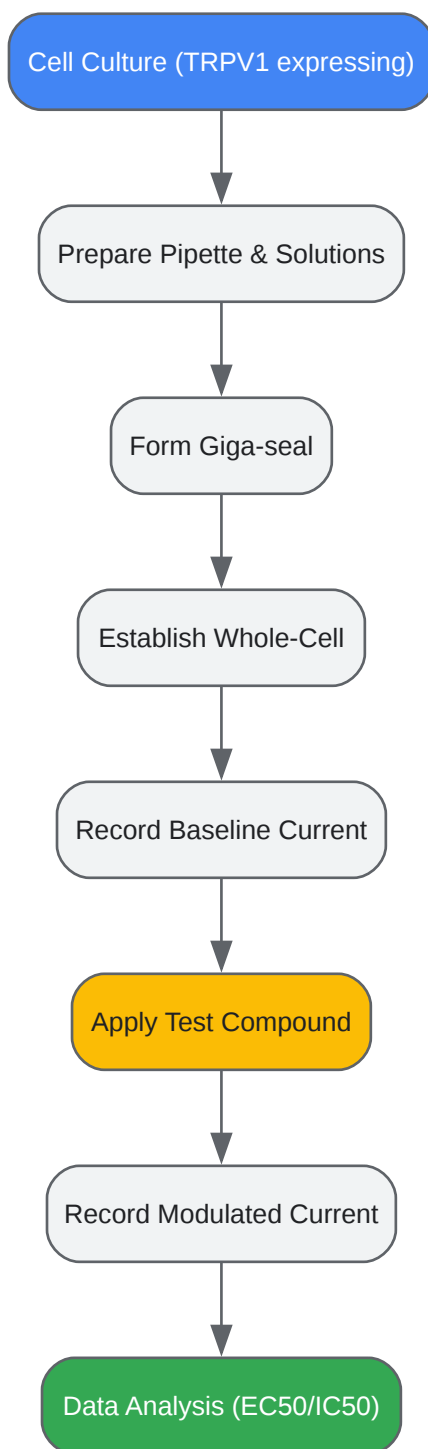 Cell Culture (TRPV1 expressing)
Prepare Pipette & Solutions
Form Giga-seal
Establish Whole-Cell
Record Baseline Current
Apply Test Compound
Record Modulated Current
Data Analysis (EC50/IC50)